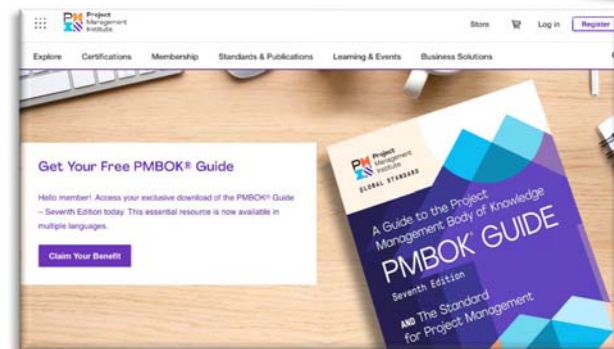 Project
Management
Institute
Store
Log in
Register
Explore
Certifications
Membership
Standards & Publications
Learning & Events
Business Solutions
Get Your Free PMBOK® Guide
Hello member! Access your exclusive download of the PMBOK® Guide
– Seventh Edition today. This essential resource is now available in
multiple languages.
Claim Your Benefit
Project
Management
Institute
GLOBAL STANDARD
A Guide to the Project
Management Body of Knowledge
PMBOK® GUIDE
Seventh Edition
AND The Standard
for Project Management